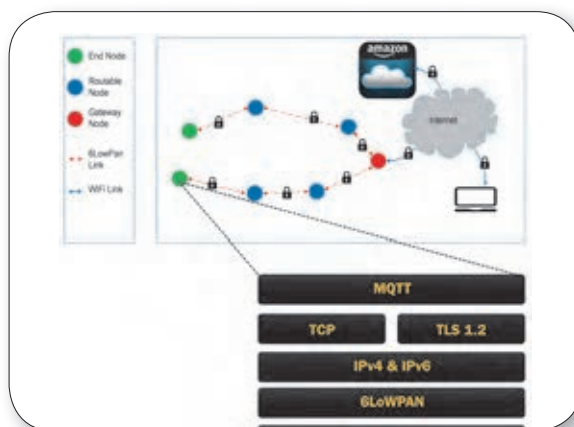 End Node
Routable
Node
Gateway
Node
6LowPan
Link
WiFi Link
amazon
Internet
MQTT
TCP
TLS 1.2
IPv4 & IPv6
6LoWPAN